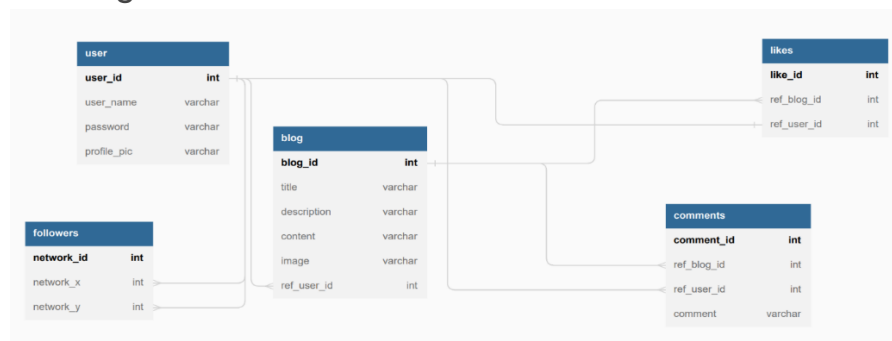 user
user_id int
user_name varchar
password varchar
profile_pic varchar
followers
network_id int
network_x int
network_y int
blog
blog_id int
title varchar
description varchar
content varchar
image varchar
ref_user_id int
likes
like_id int
ref_blog_id int
ref_user_id int
comments
comment_id int
ref_blog_id int
ref_user_id int
comment varchar